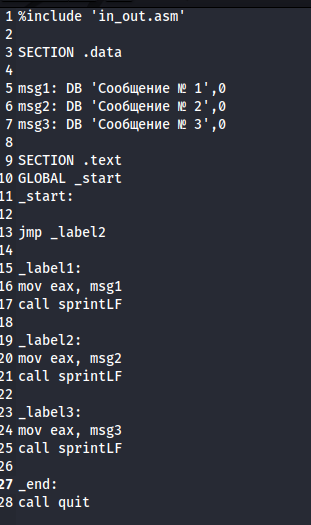 1 %include 'in_out.asm'
2
3 SECTION .data
4
5 msg1: DB 'Сообщение № 1',0
6 msg2: DB 'Сообщение № 2',0
7 msg3: DB 'Сообщение № 3',0
8
9 SECTION .text
10 GLOBAL _start
11 _start:
12
13 jmp _label2
14
15 _label1:
16 mov eax, msg1
17 call sprintLF
18
19 _label2:
20 mov eax, msg2
21 call sprintLF
22
23 _label3:
24 mov eax, msg3
25 call sprintLF
26
27 _end:
28 call quit